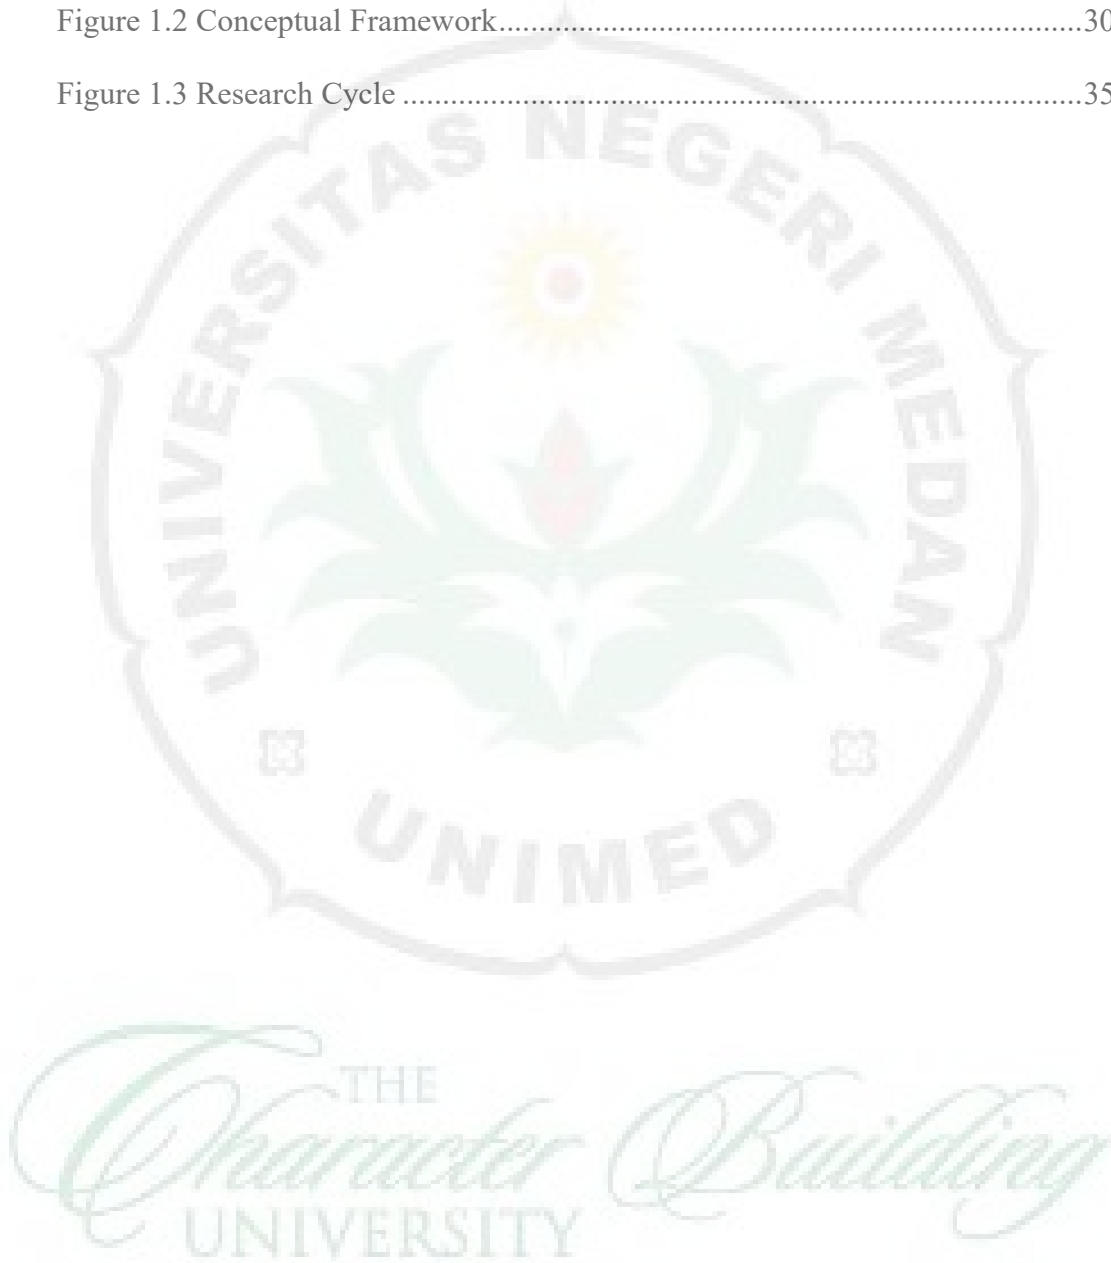 Figure 1.2 Conceptual Framework.......................................................................30
Figure 1.3 Research Cycle ..................................................................................35
UNIVERSITAS NEGERI MEDAN
UNIMED
THE
Character Building
UNIVERSITY